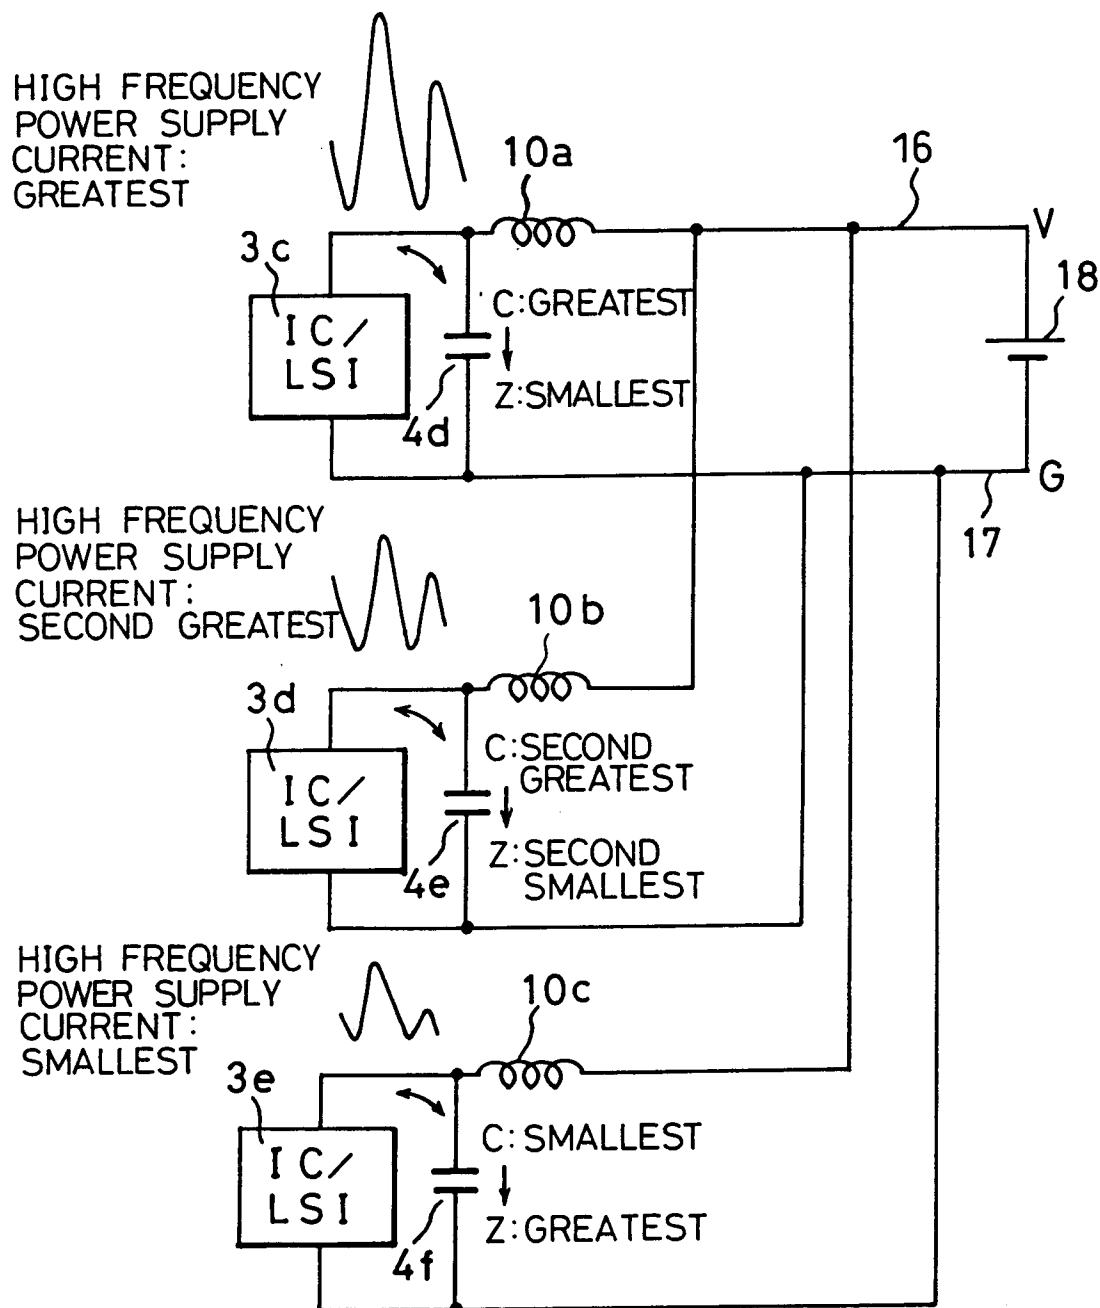 HIGH FREQUENCY
POWER SUPPLY
CURRENT:
GREATEST
10a
16
V
3c
18
IC/
LSI
C:GREATEST
Z:SMALLEST
4d
G
17
HIGH FREQUENCY
POWER SUPPLY
CURRENT:
SECOND GREATEST
10b
3d
IC/
LSI
C:SECOND
GREATEST
Z:SECOND
SMALLEST
4e
HIGH FREQUENCY
POWER SUPPLY
CURRENT:
SMALLEST
10c
3e
IC/
LSI
C:SMALLEST
Z:GREATEST
4f